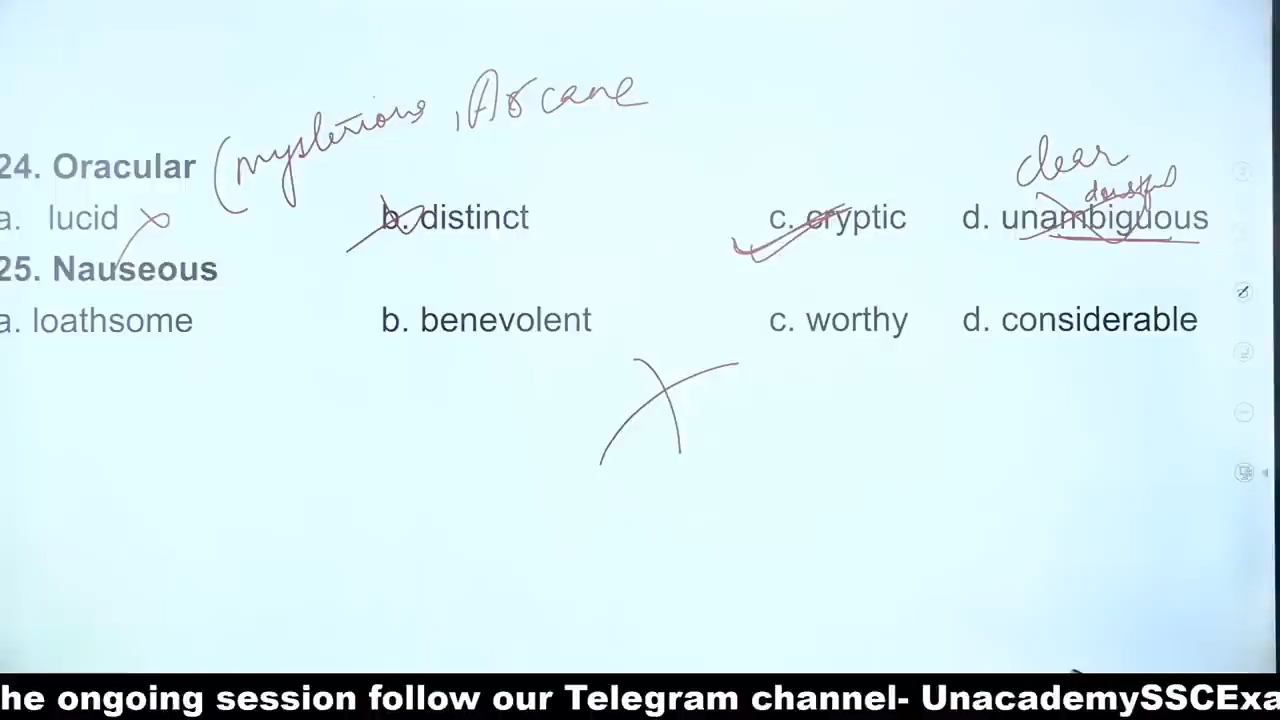 (mysterious, Arcane
24. Oracular
clear
doubtful
a. lucid b. distinct c. cryptic d. unambiguous
25. Nauseous
a. loathsome b. benevolent c. worthy d. considerable
he ongoing session follow our Telegram channel- UnacademySSCExa